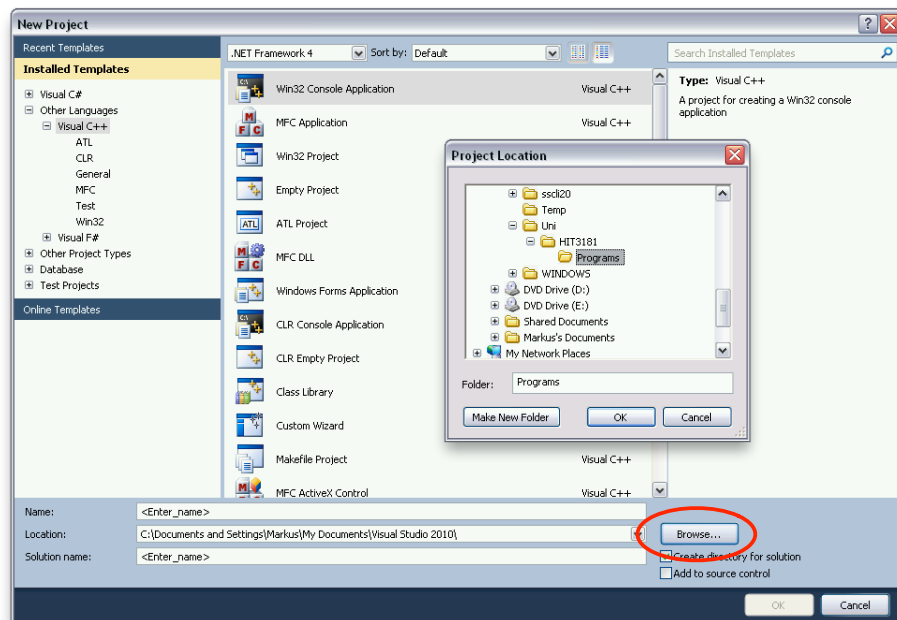 New Project
Recent Templates
Installed Templates
Visual C#
Other Languages
Visual C++
ATL
CLR
General
MFC
Test
Win32
Visual F#
Other Project Types
Database
Test Projects
Online Templates
.NET Framework 4 Sort by: Default
Win32 Console Application Visual C++
MFC Application Visual C++
Win32 Project
Empty Project
ATL Project
MFC DLL
Windows Forms Application
CLR Console Application
CLR Empty Project
Class Library
Custom Wizard
Makefile Project Visual C++
MFC ActiveX Control Visual C++
Search Installed Templates
Type: Visual C++
A project for creating a Win32 console
application
Project Location
sscli20
Temp
Uni
HIT3181
Programs
WINDOWS
DVD Drive (D:)
DVD Drive (E:)
Shared Documents
Markus's Documents
My Network Places
Folder: Programs
Make New Folder OK Cancel
Name: <Enter_name>
Location: C:\Documents and Settings\Markus\My Documents\Visual Studio 2010\ Browse...
Solution name: <Enter_name>
Create directory for solution
Add to source control
OK Cancel